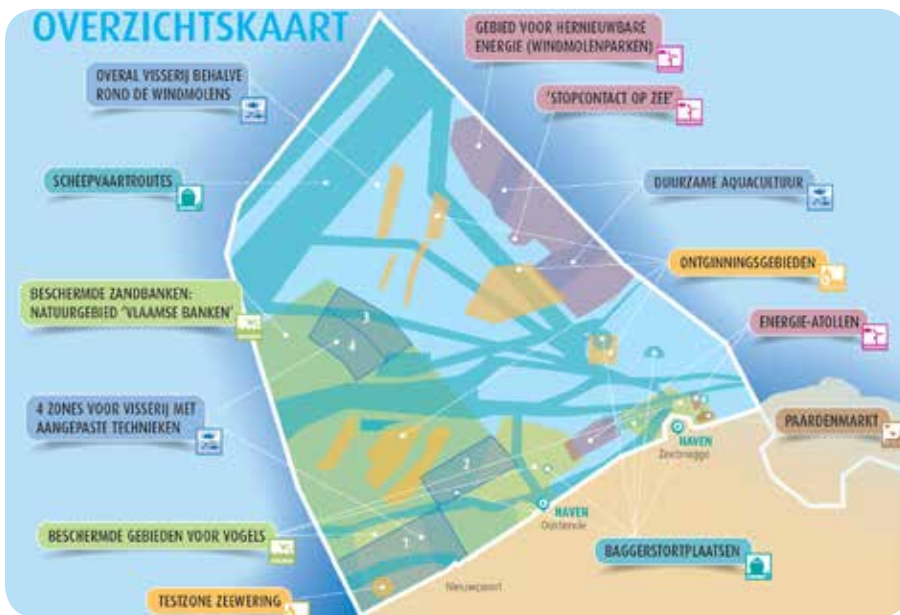 OVERZICHTSKAART
GEBIED VOOR HERNIEUWBARE
ENERGIE (WINDMOLENPARKEN)
OVERAL VISSERIJ BEHALVE
ROND DE WINDMOLENS
'STOPCONTACT OP ZEE'
SCHEEPVAARTROUTES
DUURZAME AQUACULTUUR
ONTGINNINGSGEBIEDEN
BESCHERMDE ZANDBANKEN:
NATUURGEBIED 'VLAAMSE BANKEN'
3
4
ENERGIE-ATOLLEN
4 ZONES VOOR VISSERIJ MET
AANGEPASTE TECHNIEKEN
PAARDENMARKT
HAVEN
Zeebrugge
2
HAVEN
Oostende
1
BESCHERMDE GEBIEDEN VOOR VOGELS
BAGGERSTORTPLAATSEN
Nieuwpoort
TESTZONE ZEEWERING